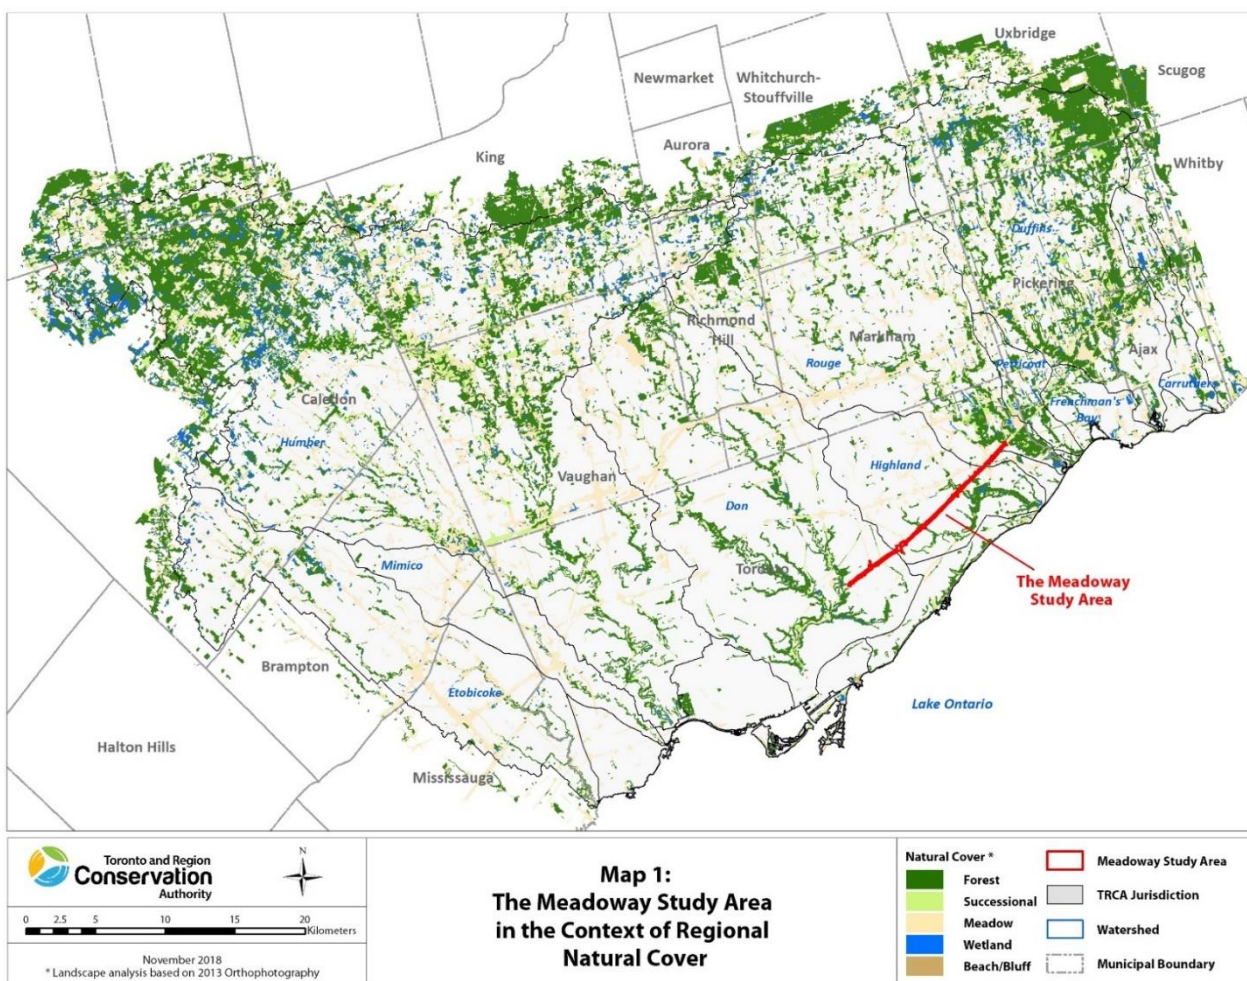 Uxbridge
Scugog
Newmarket
Whitchurch-
Stouffville
Aurora
King
Whitby
Duffins
Pickering
Richmond
Hill
Markham
Rouge
Petticoat
Ajax
Carruthers
Frenchman's
Bay
Caledon
Humber
Highland
Vaughan
Don
Mimico
Toronto
The Meadoway
Study Area
Brampton
Etobicoke
Lake Ontario
Halton Hills
Mississauga
Toronto and Region
Conservation
Authority
N
0 2.5 5 10 15 20
Kilometers
November 2018
* Landscape analysis based on 2013 Orthophotography
Map 1:
The Meadoway Study Area
in the Context of Regional
Natural Cover
Natural Cover *
Forest
Successional
Meadow
Wetland
Beach/Bluff
Meadoway Study Area
TRCA Jurisdiction
Watershed
Municipal Boundary